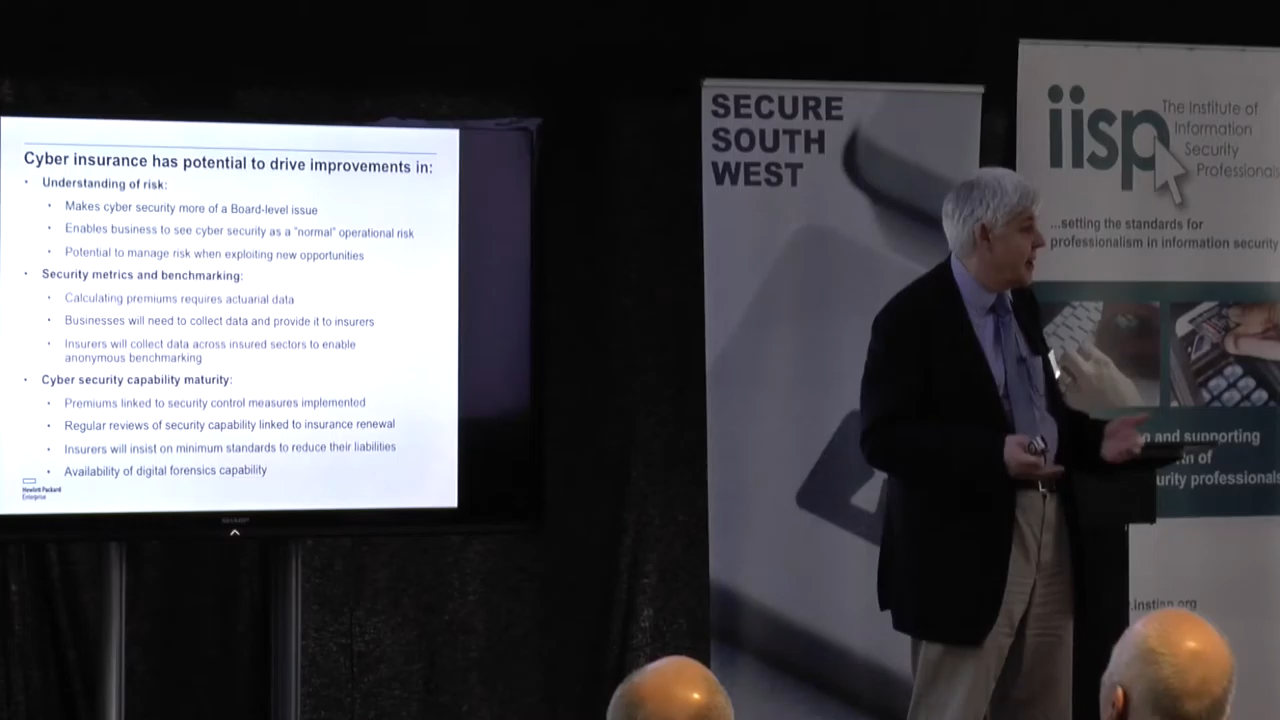 Cyber insurance has potential to drive improvements in:
• Understanding of risk:
• Makes cyber security more of a Board-level issue
• Enables business to see cyber security as a "normal" operational risk
• Potential to manage risk when exploiting new opportunities
• Security metrics and benchmarking:
• Calculating premiums requires actuarial data
• Businesses will need to collect data and provide it to insurers
• Insurers will collect data across insured sectors to enable
anonymous benchmarking
• Cyber security capability maturity:
• Premiums linked to security control measures implemented
• Regular reviews of security capability linked to insurance renewal
• Insurers will insist on minimum standards to reduce their liabilities
• Availability of digital forensics capability
Hewlett Packard
Enterprise
SHARP
SECURE
SOUTH
WEST
iisp
The Institute of
Information
Security
Professionals
...setting the standards for
professionalism in information security
and supporting
of
professionals